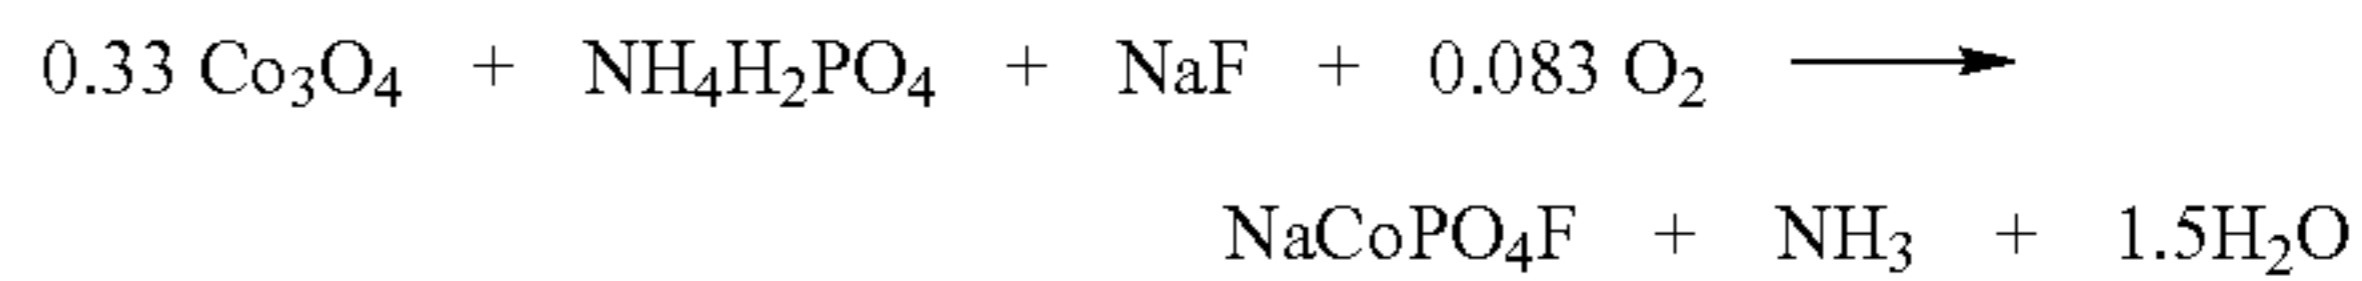 0.33 Co₃O₄ + NH₄H₂PO₄ + NaF + 0.083 O₂ ⟶
NaCoPO₄F + NH₃ + 1.5H₂O